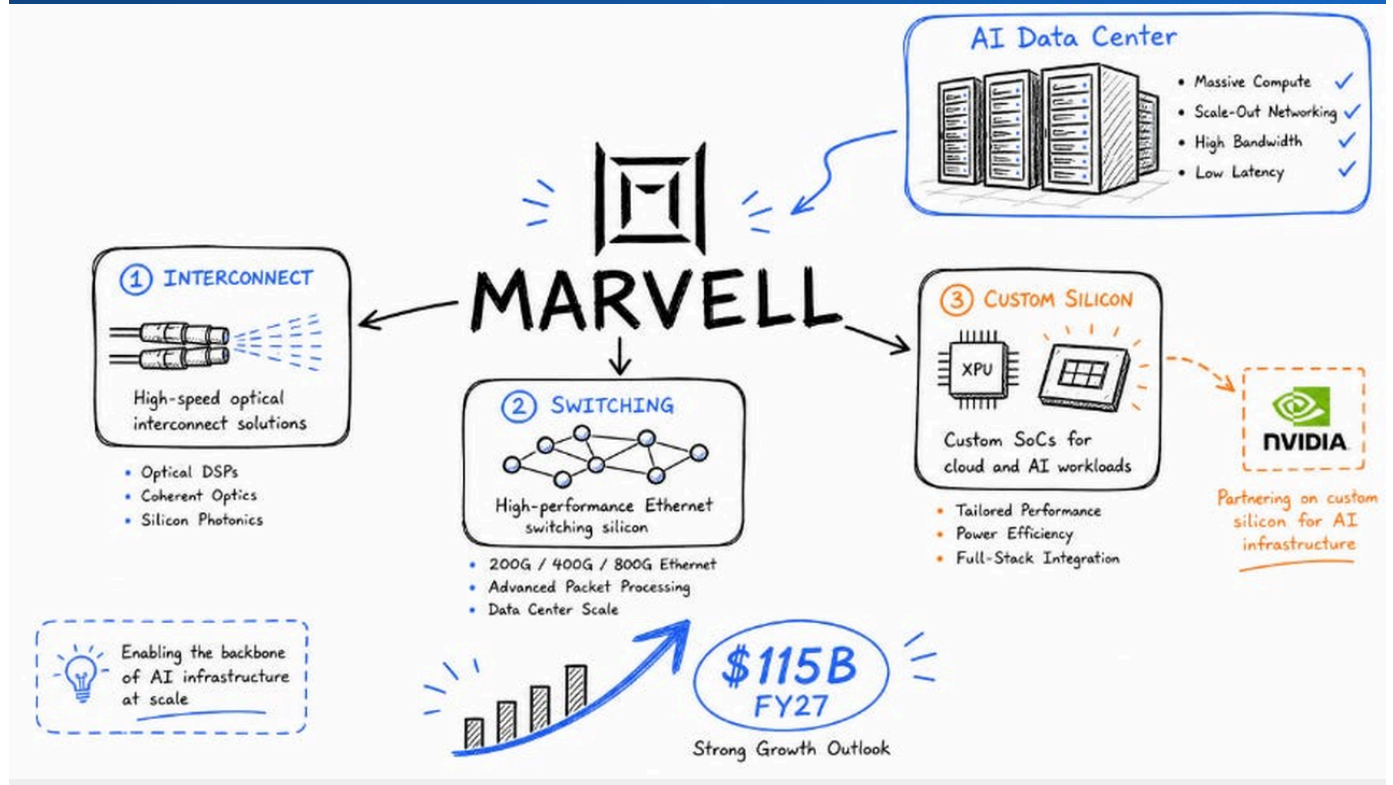 AI Data Center
• Massive Compute ✓
• Scale-Out Networking ✓
• High Bandwidth ✓
• Low Latency ✓
MARVELL
1 INTERCONNECT
High-speed optical
interconnect solutions
• Optical DSPs
• Coherent Optics
• Silicon Photonics
2 SWITCHING
High-performance Ethernet
switching silicon
• 200G / 400G / 800G Ethernet
• Advanced Packet Processing
• Data Center Scale
3 CUSTOM SILICON
XPU
Custom SoCs for
cloud and AI workloads
• Tailored Performance
• Power Efficiency
• Full-Stack Integration
NVIDIA
Partnering on custom
silicon for AI
infrastructure
Enabling the backbone
of AI infrastructure
at scale
$115B
FY27
Strong Growth Outlook